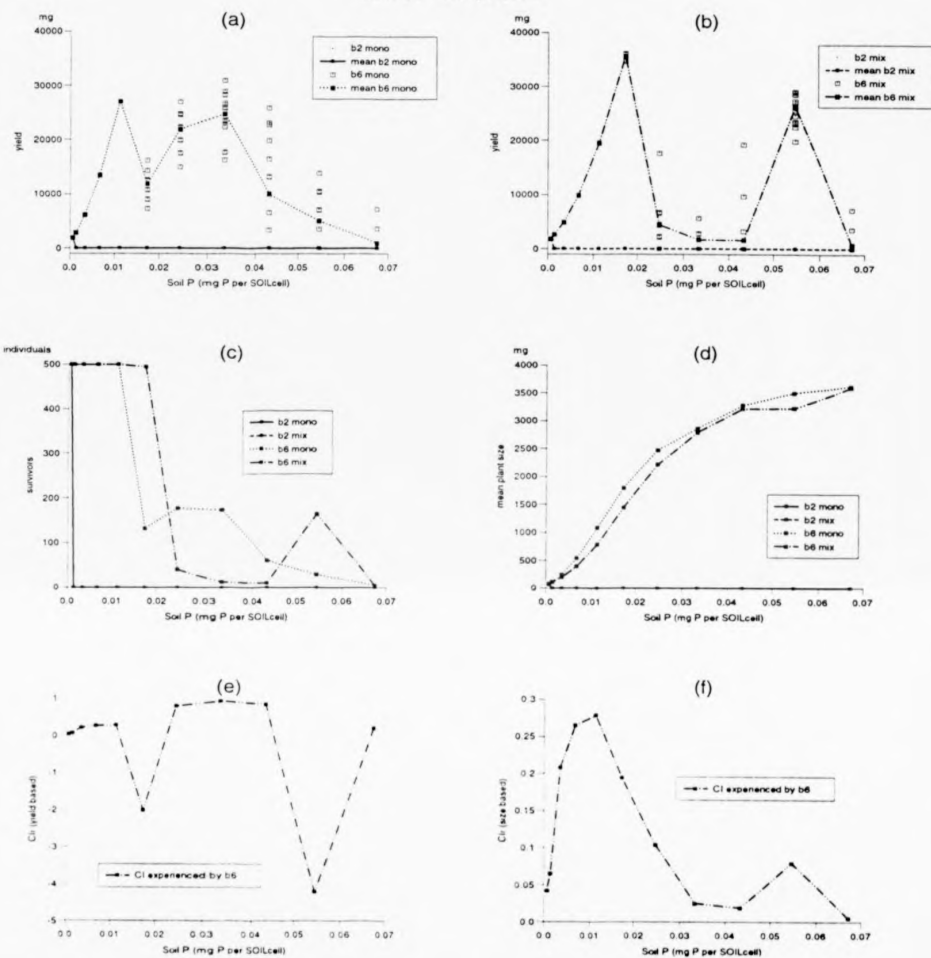 (a)
mg
40000
30000
20000
10000
0
yield
0.0 0.01 0.02 0.03 0.04 0.05 0.06 0.07
Soil P (mg P per SOILcell)
b2 mono
mean b2 mono
b6 mono
mean b6 mono
(b)
mg
40000
30000
20000
10000
0
yield
0.0 0.01 0.02 0.03 0.04 0.05 0.06 0.07
Soil P (mg P per SOILcell)
b2 mix
mean b2 mix
b6 mix
mean b6 mix
(c)
individuals
500
400
300
200
100
0
survivors
0.0 0.01 0.02 0.03 0.04 0.05 0.06 0.07
Soil P (mg P per SOILcell)
b2 mono
b2 mix
b6 mono
b6 mix
(d)
mg
4000
3500
3000
2500
2000
1500
1000
500
0
mean plant size
0.0 0.01 0.02 0.03 0.04 0.05 0.06 0.07
Soil P (mg P per SOILcell)
b2 mono
b2 mix
b6 mono
b6 mix
(e)
1
0
-1
-2
-3
-4
-5
CIr (yield based)
0.0 0.01 0.02 0.03 0.04 0.05 0.06 0.07
Soil P (mg P per SOILcell)
CI experienced by b6
(f)
0.3
0.25
0.2
0.15
0.1
0.05
0.0
CIr (size based)
0.0 0.01 0.02 0.03 0.04 0.05 0.06 0.07
Soil P (mg P per SOILcell)
CI experienced by b6